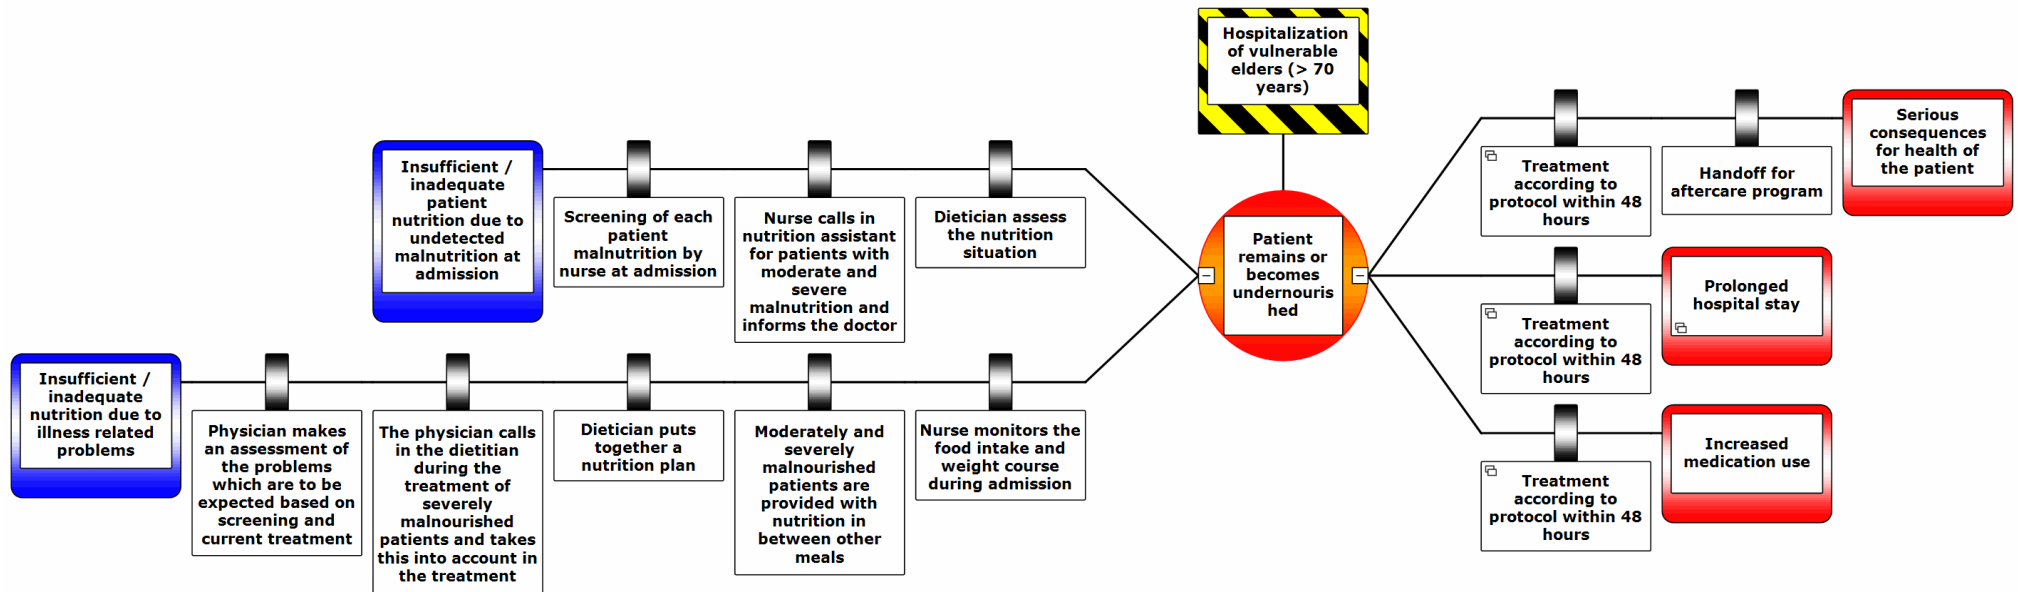 Hospitalization
of vulnerable
elders (> 70
years)
Insufficient /
inadequate
patient
nutrition due to
undetected
malnutrition at
admission
Screening of each
patient
malnutrition by
nurse at admission
Nurse calls in
nutrition assistant
for patients with
moderate and
severe
malnutrition and
informs the doctor
Dietician assess
the nutrition
situation
Insufficient /
inadequate
nutrition due to
illness related
problems
Physician makes
an assessment of
the problems
which are to be
expected based on
screening and
current treatment
The physician calls
in the dietitian
during the
treatment of
severely
malnourished
patients and takes
this into account in
the treatment
Dietician puts
together a
nutrition plan
Moderately and
severely
malnourished
patients are
provided with
nutrition in
between other
meals
Nurse monitors the
food intake and
weight course
during admission
Patient
remains or
becomes
undernouris
hed
Treatment
according to
protocol within 48
hours
Handoff for
aftercare program
Serious
consequences
for health of
the patient
Treatment
according to
protocol within 48
hours
Prolonged
hospital stay
Treatment
according to
protocol within 48
hours
Increased
medication use